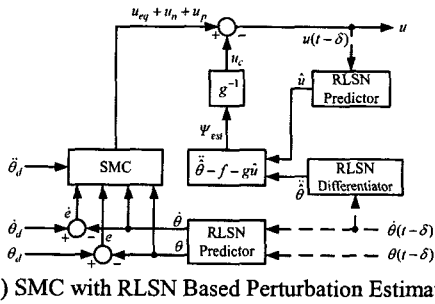 u_eq + u_n + u_p
+
−
u
u_c
u(t−δ)
g⁻¹
û
RLSN
Predictor
Ψ_est
θ̈_d
SMC
θ̈̂ − f − gû
θ̈̂
RLSN
Differentiator
ė
θ̇
θ̇_d
+
−
e
θ
RLSN
Predictor
θ̇(t−δ)
θ_d
+
−
θ(t−δ)
) SMC with RLSN Based Perturbation Estima